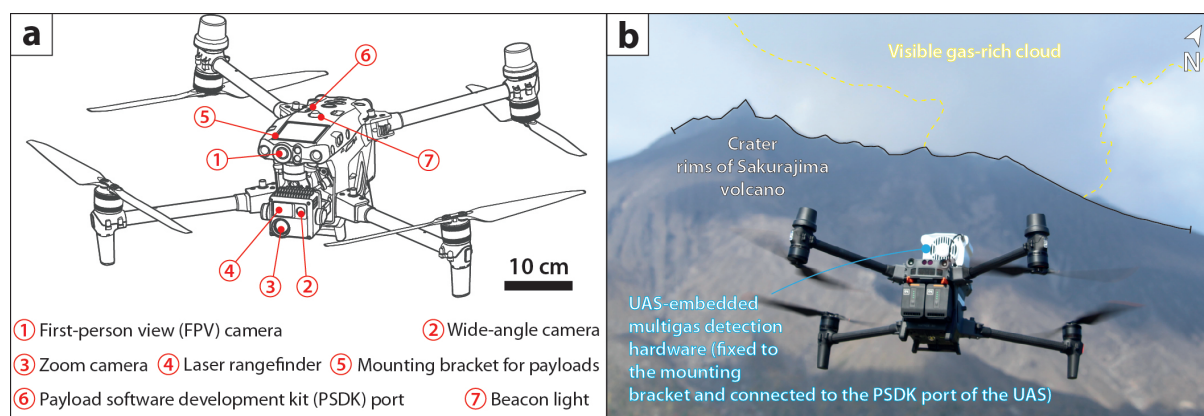 a
6
5
1
7
4
3
2
10 cm
1 First-person view (FPV) camera 2 Wide-angle camera
3 Zoom camera 4 Laser rangefinder 5 Mounting bracket for payloads
6 Payload software development kit (PSDK) port 7 Beacon light
b
Visible gas-rich cloud
N
Crater
rims of Sakurajima
volcano
UAS-embedded
multigas detection
hardware (fixed to
the mounting
bracket and connected to the PSDK port of the UAS)